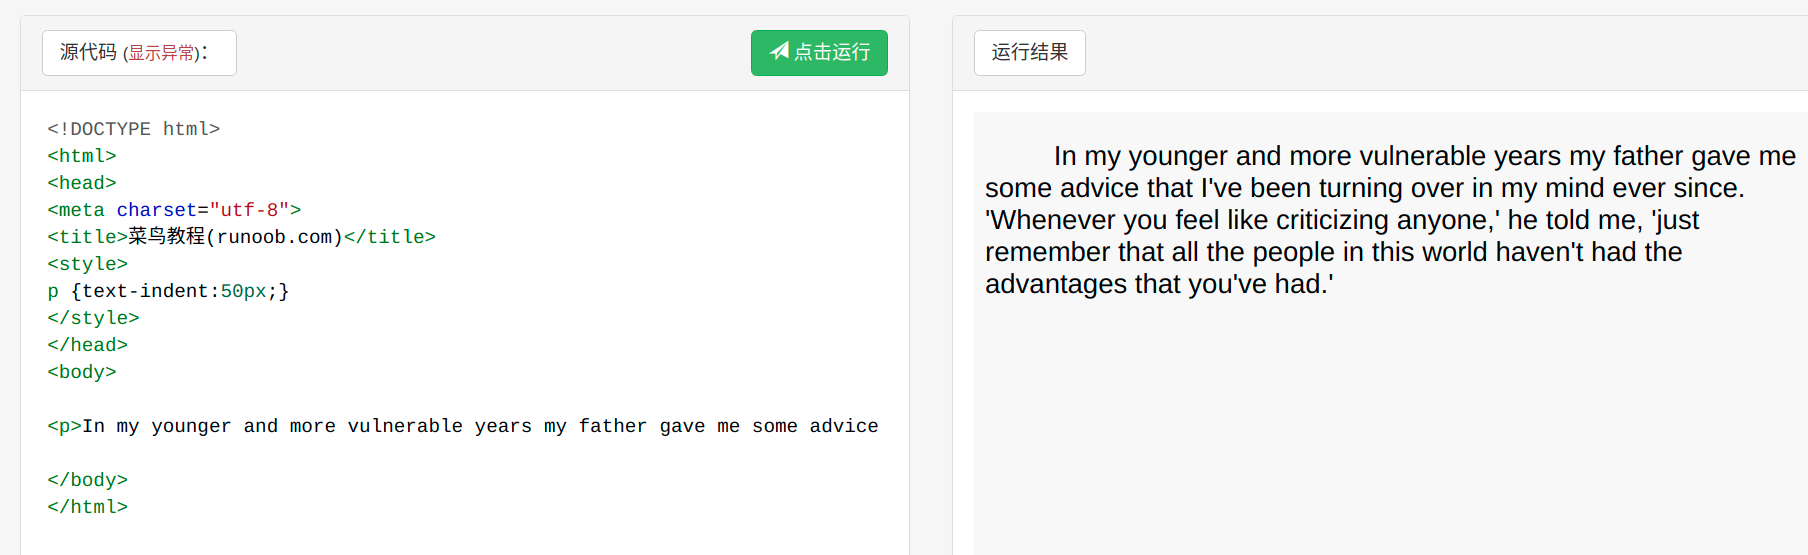 源代码 (显示异常)：
点击运行
<!DOCTYPE html>
<html>
<head>
<meta charset="utf-8">
<title>菜鸟教程(runoob.com)</title>
<style>
p {text-indent:50px;}
</style>
</head>
<body>
<p>In my younger and more vulnerable years my father gave me some advice
</body>
</html>
运行结果
In my younger and more vulnerable years my father gave me
some advice that I've been turning over in my mind ever since.
'Whenever you feel like criticizing anyone,' he told me, 'just
remember that all the people in this world haven't had the
advantages that you've had.'